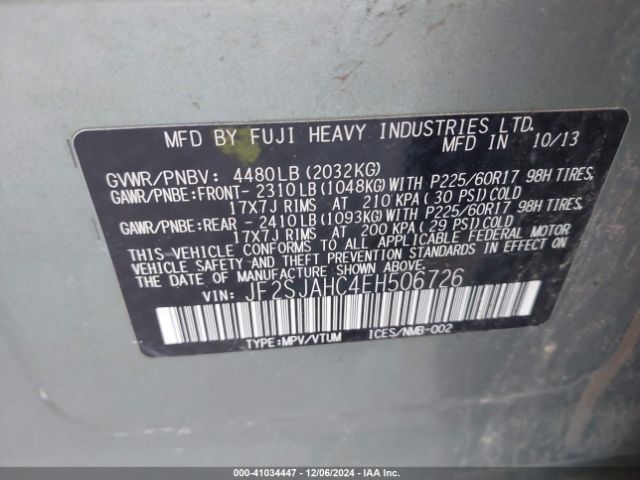 MFD BY FUJI HEAVY INDUSTRIES LTD.
MFD IN 10/13
GVWR/PNBV: 4480LB(2032KG)
GAWR/PNBE:FRONT- 2310LB(1048KG)WITH P225/60R17 98H TIRES,
17X7J RIMS AT 210 KPA(30 PSI)COLD
GAWR/PNBE:REAR - 2410LB(1093KG)WITH P225/60R17 98H TIRES,
17X7J RIMS AT 200 KPA(29 PSI)COLD
THIS VEHICLE CONFORMS TO ALL APPLICABLE FEDERAL MOTOR
VEHICLE SAFETY AND THEFT PREVENTION STANDARDS IN EFFECT ON
THE DATE OF MANUFACTURE SHOWN ABOVE.
VIN: JF2SJAHC4EH506726
TYPE:MPV/VTUM ICES/NMB-002
000-41034447 - 12/06/2024 - IAAI.com